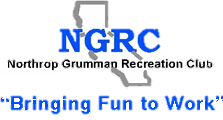 NGRC
Northrop Grumman Recreation Club
"Bringing Fun to Work"